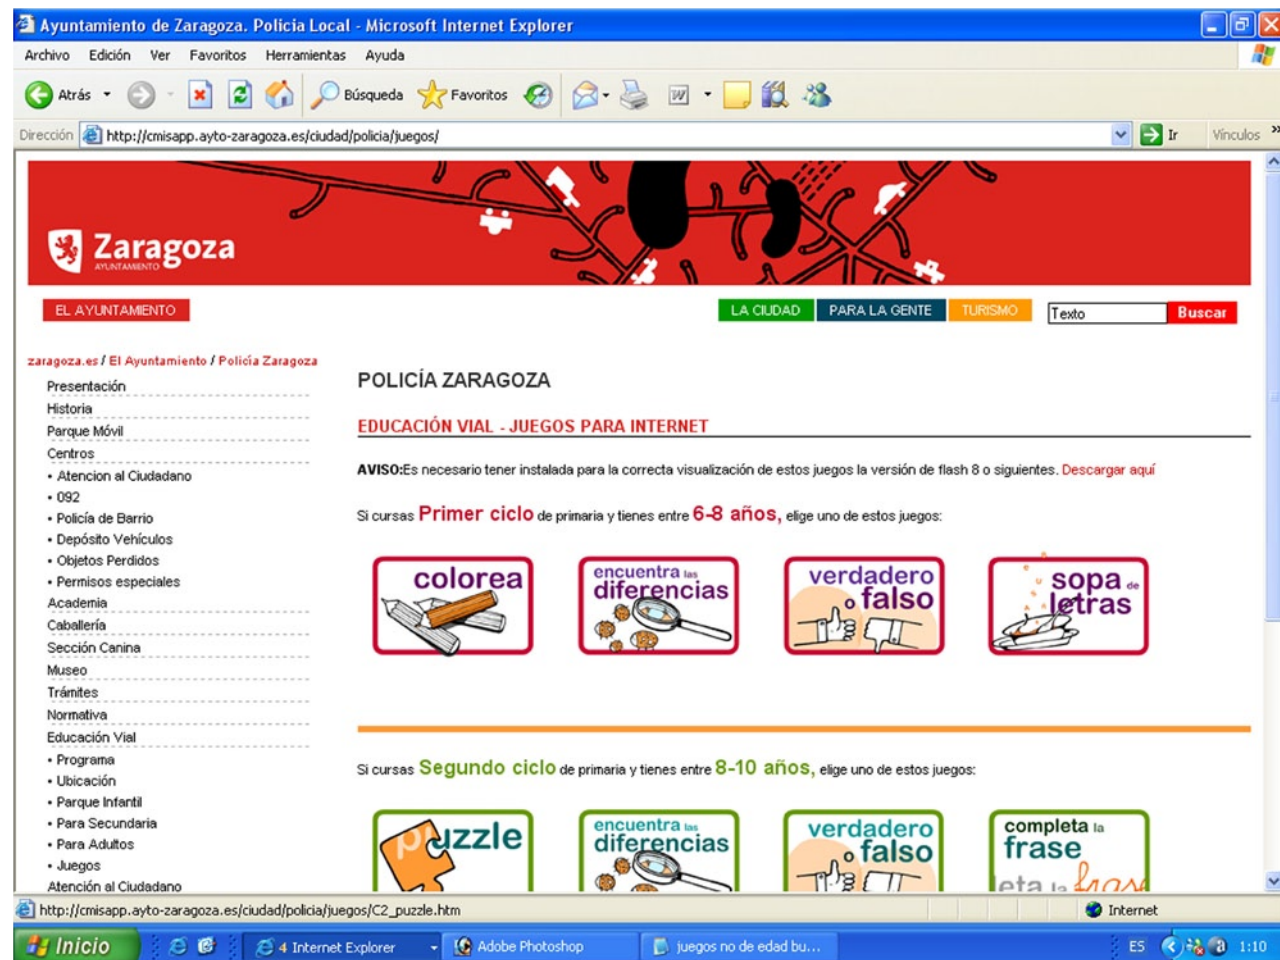 Ayuntamiento de Zaragoza. Policia Local - Microsoft Internet Explorer
Archivo Edición Ver Favoritos Herramientas Ayuda
Atrás Búsqueda Favoritos
Dirección http://cmisapp.ayto-zaragoza.es/ciudad/policia/juegos/ Ir Vínculos »
Zaragoza
AYUNTAMIENTO
EL AYUNTAMIENTO LA CIUDAD PARA LA GENTE TURISMO Texto Buscar
zaragoza.es / El Ayuntamiento / Policía Zaragoza
Presentación
Historia
Parque Móvil
Centros
• Atencion al Ciudadano
• 092
• Policía de Barrio
• Depósito Vehículos
• Objetos Perdidos
• Permisos especiales
Academia
Caballería
Sección Canina
Museo
Trámites
Normativa
Educación Vial
• Programa
• Ubicación
• Parque Infantil
• Para Secundaria
• Para Adultos
• Juegos
Atención al Ciudadano
POLICÍA ZARAGOZA
EDUCACIÓN VIAL - JUEGOS PARA INTERNET
AVISO:Es necesario tener instalada para la correcta visualización de estos juegos la versión de flash 8 o siguientes. Descargar aquí
Si cursas Primer ciclo de primaria y tienes entre 6-8 años, elige uno de estos juegos:
colorea
encuentra las
diferencias
verdadero
o falso
sopa de
letras
Si cursas Segundo ciclo de primaria y tienes entre 8-10 años, elige uno de estos juegos:
puzzle
encuentra las
diferencias
verdadero
o falso
completa la
frase
leta la frase
http://cmisapp.ayto-zaragoza.es/ciudad/policia/juegos/C2_puzzle.htm Internet
Inicio 4 Internet Explorer Adobe Photoshop juegos no de edad bu... ES 1:10